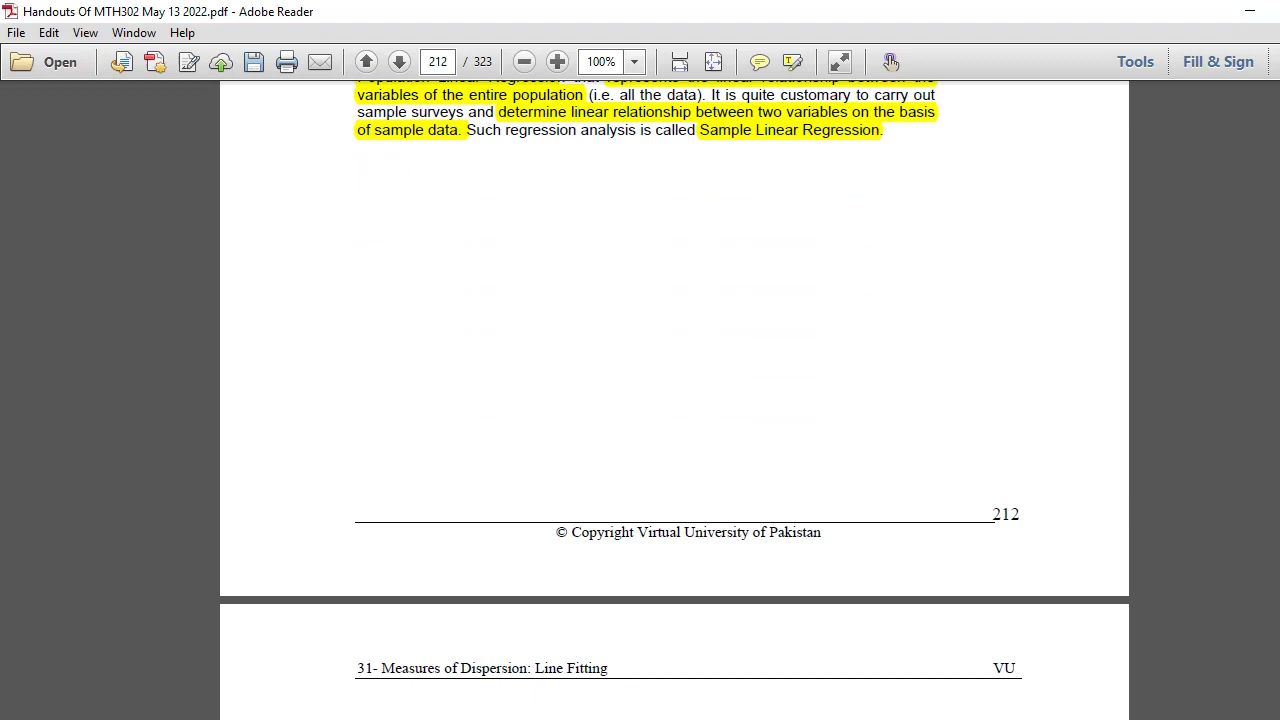 Handouts Of MTH302 May 13 2022.pdf - Adobe Reader
File Edit View Window Help
Open 212 / 323 100% Tools Fill & Sign
variables of the entire population (i.e. all the data). It is quite customary to carry out
sample surveys and determine linear relationship between two variables on the basis
of sample data. Such regression analysis is called Sample Linear Regression.
212
© Copyright Virtual University of Pakistan
31- Measures of Dispersion: Line Fitting VU